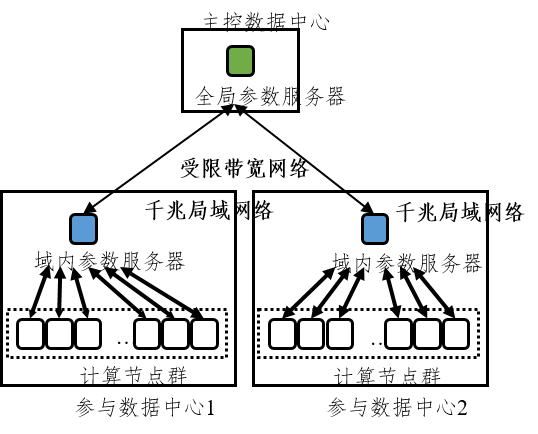 主控数据中心
全局参数服务器
受限带宽网络
千兆局域网络
千兆局域网络
域内参数服务器
域内参数服务器
..
..
计算节点群
计算节点群
参与数据中心1
参与数据中心2